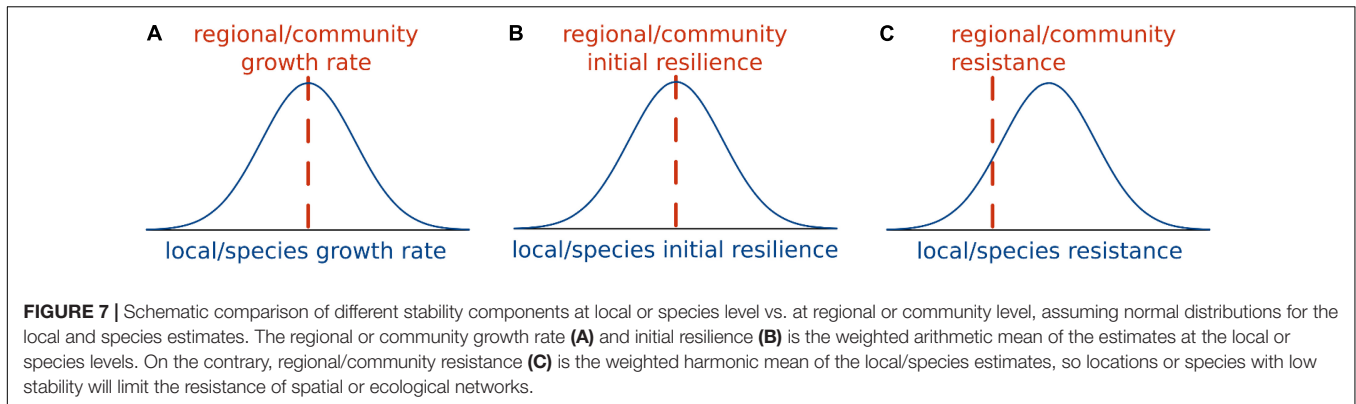 A
regional/community
growth rate
local/species growth rate
B
regional/community
initial resilience
local/species initial resilience
C
regional/community
resistance
local/species resistance
FIGURE 7 | Schematic comparison of different stability components at local or species level vs. at regional or community level, assuming normal distributions for the
local and species estimates. The regional or community growth rate (A) and initial resilience (B) is the weighted arithmetic mean of the estimates at the local or
species levels. On the contrary, regional/community resistance (C) is the weighted harmonic mean of the local/species estimates, so locations or species with low
stability will limit the resistance of spatial or ecological networks.